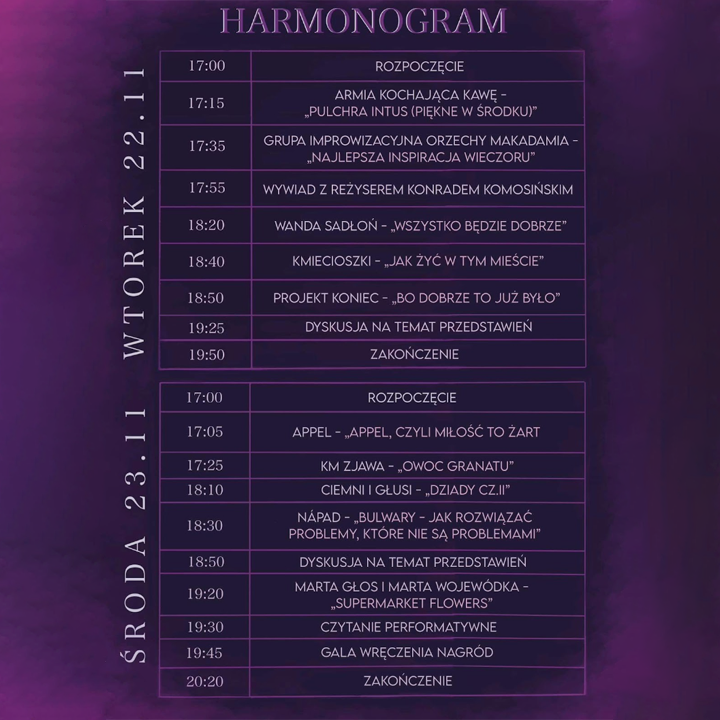 HARMONOGRAM
WTOREK 22.11
17:00 ROZPOCZĘCIE
17:15 ARMIA KOCHAJĄCA KAWĘ –
„PULCHRA INTUS (PIĘKNE W ŚRODKU)”
17:35 GRUPA IMPROWIZACYJNA ORZECHY MAKADAMIA –
„NAJLEPSZA INSPIRACJA WIECZORU”
17:55 WYWIAD Z REŻYSEREM KONRADEM KOMOSIŃSKIM
18:20 WANDA SADŁOŃ – „WSZYSTKO BĘDZIE DOBRZE”
18:40 KMIECIOSZKI – „JAK ŻYĆ W TYM MIEŚCIE”
18:50 PROJEKT KONIEC – „BO DOBRZE TO JUŻ BYŁO”
19:25 DYSKUSJA NA TEMAT PRZEDSTAWIEŃ
19:50 ZAKOŃCZENIE
ŚRODA 23.11
17:00 ROZPOCZĘCIE
17:05 APPEL – „APPEL, CZYLI MIŁOŚĆ TO ŻART
17:25 KM ZJAWA – „OWOC GRANATU”
18:10 CIEMNI I GŁUSI – „DZIADY CZ.II”
18:30 NÁPAD – „BULWARY – JAK ROZWIĄZAĆ
PROBLEMY, KTÓRE NIE SĄ PROBLEMAMI”
18:50 DYSKUSJA NA TEMAT PRZEDSTAWIEŃ
19:20 MARTA GŁOS I MARTA WOJEWÓDKA –
„SUPERMARKET FLOWERS”
19:30 CZYTANIE PERFORMATYWNE
19:45 GALA WRĘCZENIA NAGRÓD
20:20 ZAKOŃCZENIE